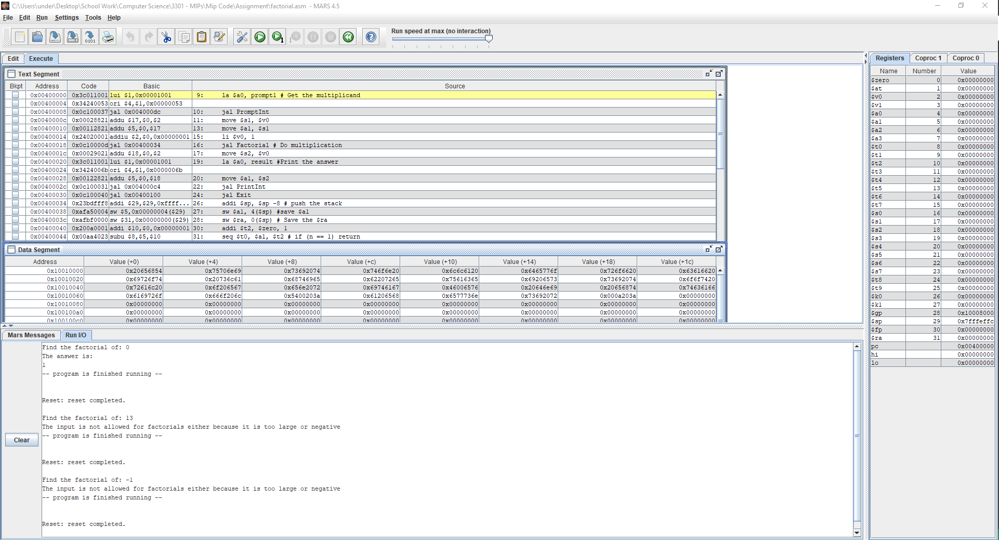 C:\Users\under\Desktop\School Work\Computer Science\3301 - MIPs\Mip Code\Assignment\factorial.asm - MARS 4.5
File Edit Run Settings Tools Help
Run speed at max (no interaction)
Edit Execute
Text Segment
Bkpt Address Code Basic Source
0x00400000 0x3c011001 lui $1,0x00001001 9: la $a0, prompt1 # Get the multiplicand
0x00400004 0x34240053 ori $4,$1,0x00000053
0x00400008 0x0c100037 jal 0x004000dc 10: jal PromptInt
0x0040000c 0x00028821 addu $17,$0,$2 11: move $s1, $v0
0x00400010 0x00112821 addu $5,$0,$17 13: move $a1, $s1
0x00400014 0x24020001 addiu $2,$0,0x00000001 15: li $v0, 1
0x00400018 0x0c10000d jal 0x00400034 16: jal Factorial # Do multiplication
0x0040001c 0x00029021 addu $18,$0,$2 17: move $s2, $v0
0x00400020 0x3c011001 lui $1,0x00001001 19: la $a0, result #Print the answer
0x00400024 0x3424006b ori $4,$1,0x0000006b
0x00400028 0x00122821 addu $5,$0,$18 20: move $a1, $s2
0x0040002c 0x0c100031 jal 0x004000c4 22: jal PrintInt
0x00400030 0x0c100040 jal 0x00400100 24: jal Exit
0x00400034 0x23bdfff8 addi $29,$29,0xffff... 26: addi $sp, $sp -8 # push the stack
0x00400038 0xafa50004 sw $5,0x00000004($29) 27: sw $a1, 4($sp) #save $a1
0x0040003c 0xafbf0000 sw $31,0x00000000($29) 28: sw $ra, 0($sp) # Save the $ra
0x00400040 0x200a0001 addi $10,$0,0x00000001 30: addi $t2, $zero, 1
0x00400044 0x00aa4023 subu $8,$5,$10 31: seq $t0, $a1, $t2 # if (n == 1) return
Data Segment
Address Value (+0) Value (+4) Value (+8) Value (+c) Value (+10) Value (+14) Value (+18) Value (+1c)
0x10010000 0x20656854 0x75706e69 0x73692074 0x746f6e20 0x6c6c6120 0x6465776f 0x726f6620 0x63616620
0x10010020 0x69726f74 0x20736c61 0x68746965 0x62207265 0x75616365 0x69206573 0x73692074 0x6f6f7420
0x10010040 0x72616c20 0x6f206567 0x656e2072 0x69746167 0x46006576 0x20646e69 0x20656874 0x74636166
0x10010060 0x6169726f 0x666f206c 0x5400203a 0x61206568 0x6577736e 0x73692072 0x000a203a 0x00000000
0x10010080 0x00000000 0x00000000 0x00000000 0x00000000 0x00000000 0x00000000 0x00000000 0x00000000
0x100100a0 0x00000000 0x00000000 0x00000000 0x00000000 0x00000000 0x00000000 0x00000000 0x00000000
0x100100c0 0x00000000 0x00000000 0x00000000 0x00000000 0x00000000 0x00000000 0x00000000 0x00000000
Mars Messages Run I/O
Clear
Find the factorial of: 0
The answer is:
1
-- program is finished running --
Reset: reset completed.
Find the factorial of: 13
The input is not allowed for factorials either because it is too large or negative
-- program is finished running --
Reset: reset completed.
Find the factorial of: -1
The input is not allowed for factorials either because it is too large or negative
-- program is finished running --
Reset: reset completed.
Registers Coproc 1 Coproc 0
Name Number Value
$zero 0 0x00000000
$at 1 0x00000000
$v0 2 0x00000000
$v1 3 0x00000000
$a0 4 0x00000000
$a1 5 0x00000000
$a2 6 0x00000000
$a3 7 0x00000000
$t0 8 0x00000000
$t1 9 0x00000000
$t2 10 0x00000000
$t3 11 0x00000000
$t4 12 0x00000000
$t5 13 0x00000000
$t6 14 0x00000000
$t7 15 0x00000000
$s0 16 0x00000000
$s1 17 0x00000000
$s2 18 0x00000000
$s3 19 0x00000000
$s4 20 0x00000000
$s5 21 0x00000000
$s6 22 0x00000000
$s7 23 0x00000000
$t8 24 0x00000000
$t9 25 0x00000000
$k0 26 0x00000000
$k1 27 0x00000000
$gp 28 0x10008000
$sp 29 0x7fffeffc
$fp 30 0x00000000
$ra 31 0x00000000
pc 0x00400000
hi 0x00000000
lo 0x00000000